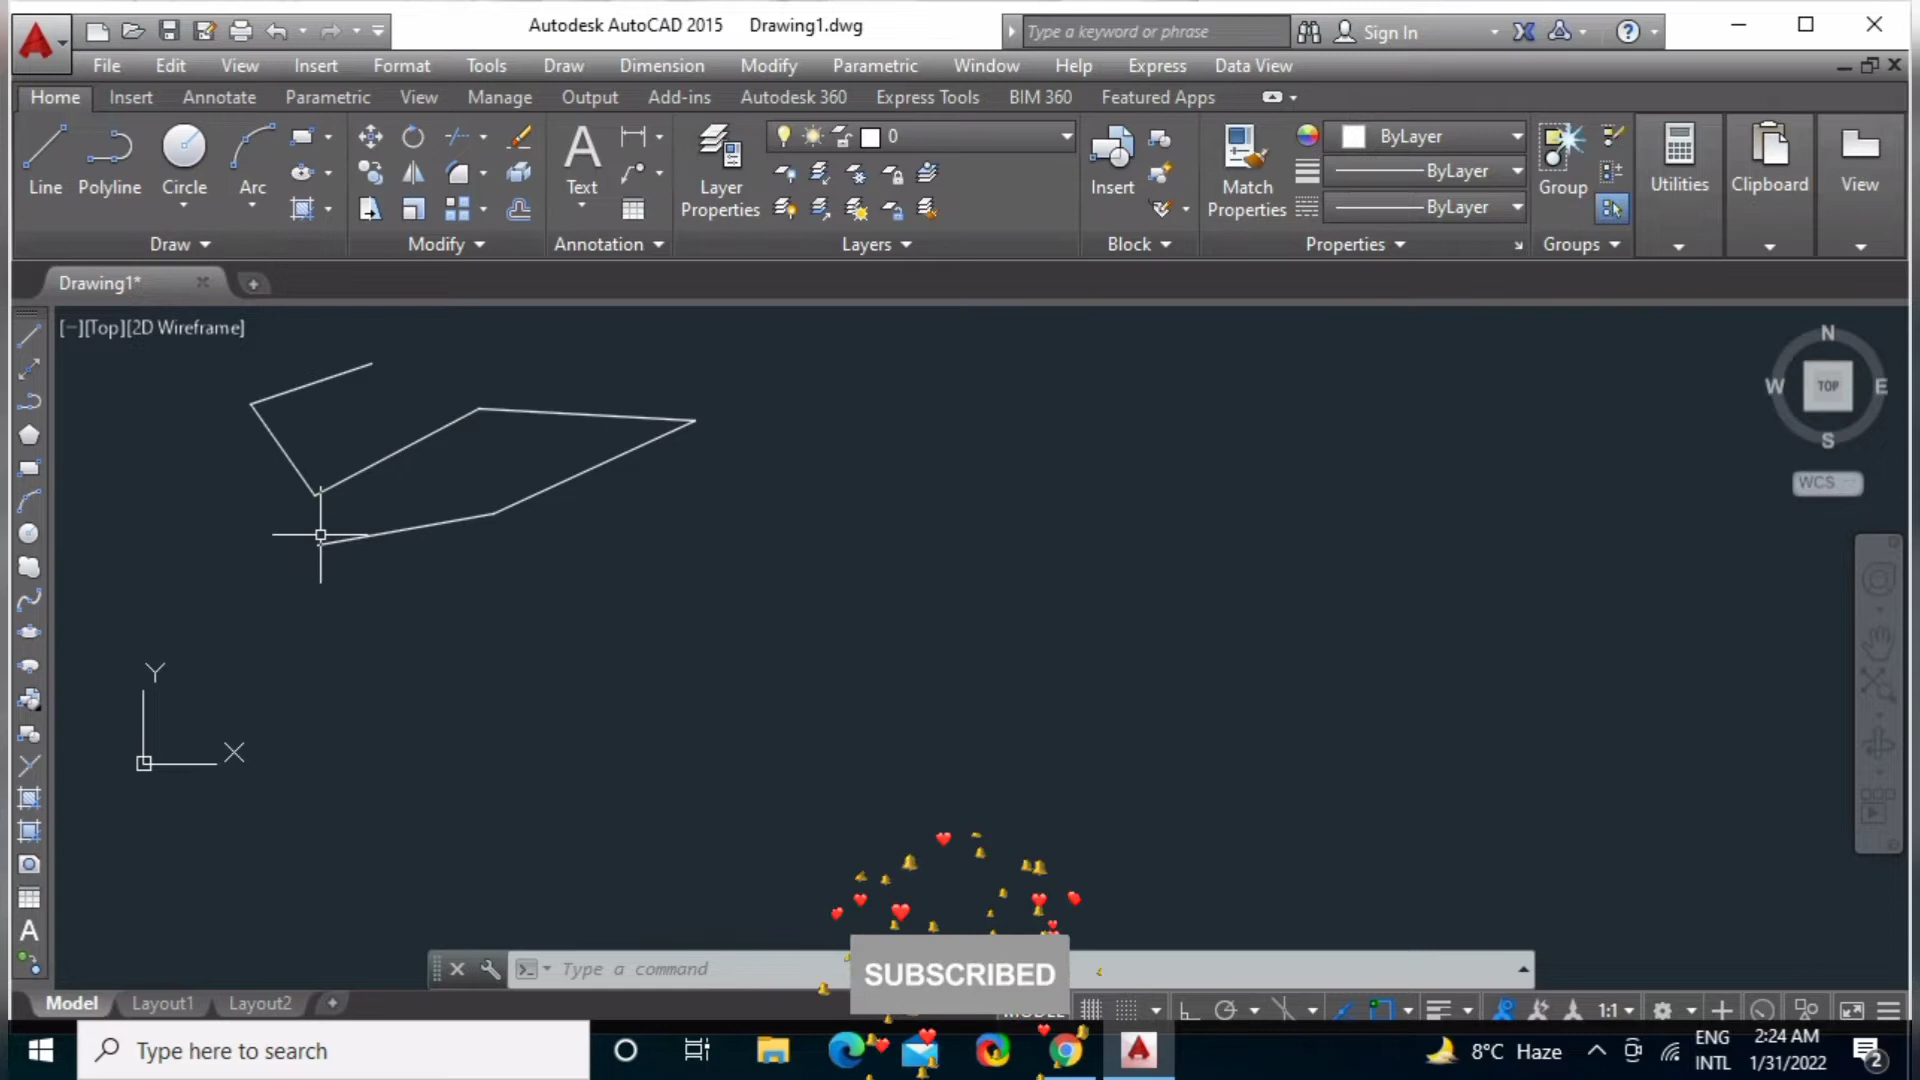 Autodesk AutoCAD 2015 Drawing1.dwg
Type a keyword or phrase
Sign In
File Edit View Insert Format Tools Draw Dimension Modify Parametric Window Help Express Data View
Home Insert Annotate Parametric View Manage Output Add-ins Autodesk 360 Express Tools BIM 360 Featured Apps
0
ByLayer
ByLayer
ByLayer
Line Polyline Circle Arc
Text
Layer
Properties
Insert
Match
Properties
Group
Utilities
Clipboard
View
Draw Modify Annotation Layers Block Properties Groups
Drawing1*
[−][Top][2D Wireframe]
N
W TOP E
S
WCS
Y
X
Type a command
SUBSCRIBED
Model Layout1 Layout2
MODEL
1:1
Type here to search
8°C Haze
ENG
INTL
2:24 AM
1/31/2022
2